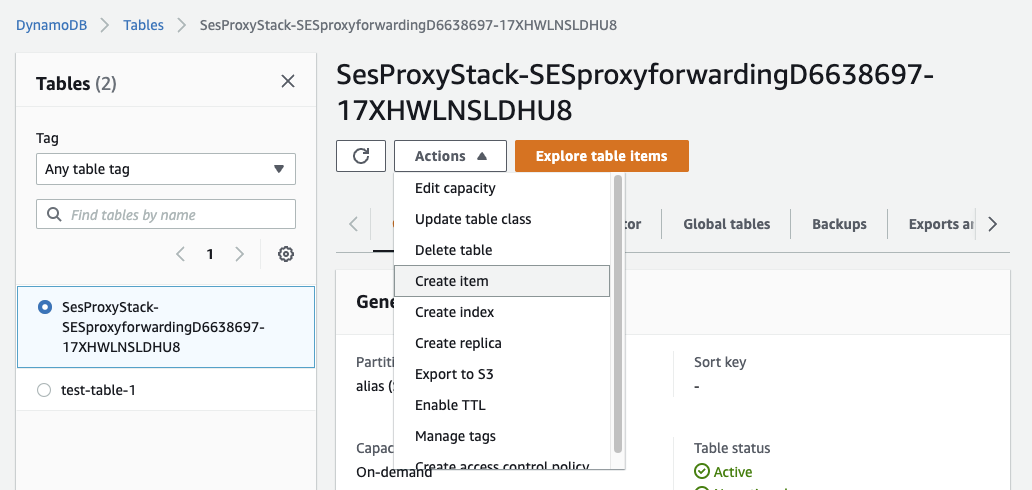 DynamoDB > Tables > SesProxyStack-SESproxyforwardingD6638697-17XHWLNSLDHU8
Tables (2)
Tag
Any table tag
Find tables by name
1
SesProxyStack-
SESproxyforwardingD6638697-
17XHWLNSLDHU8
test-table-1
SesProxyStack-SESproxyforwardingD6638697-
17XHWLNSLDHU8
Actions
Explore table items
Edit capacity
Update table class
Delete table
Create item
Create index
Create replica
Export to S3
Enable TTL
Manage tags
Create access control policy
tor
Global tables
Backups
Exports a
Gene
Partiti
alias (
Sort key
-
Capac
On-demand
Table status
Active